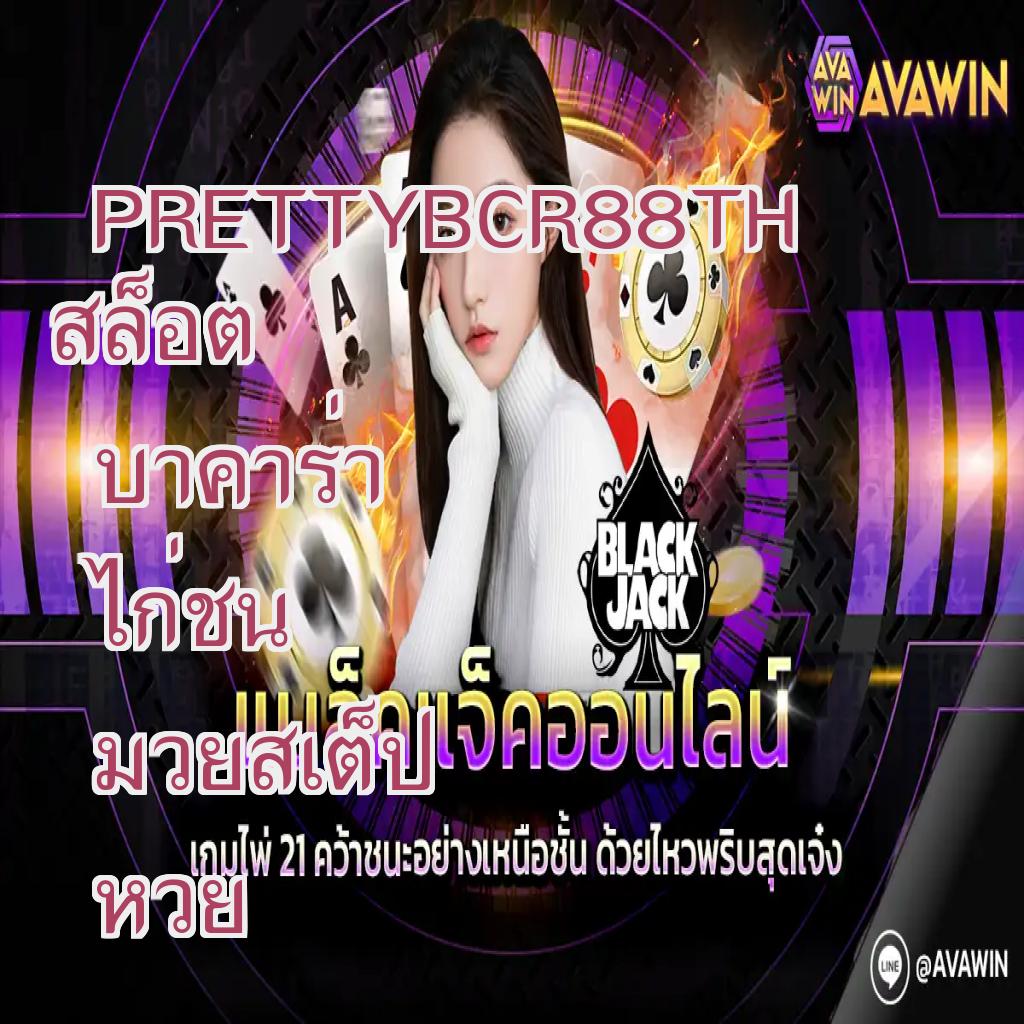 AVA
WIN
AVAWIN
PRETTYBCR88TH
สล็อต
A
บาคาร่า
BLACK
JACK
ไก่ชน
แบล็คแจ็คออนไลน์
มวยสเต็ป
เกมไพ่ 21 คว้าชนะอย่างเหนือชั้น ด้วยไหวพริบสุดเจ๋ง
หวย
LINE
@AVAWIN